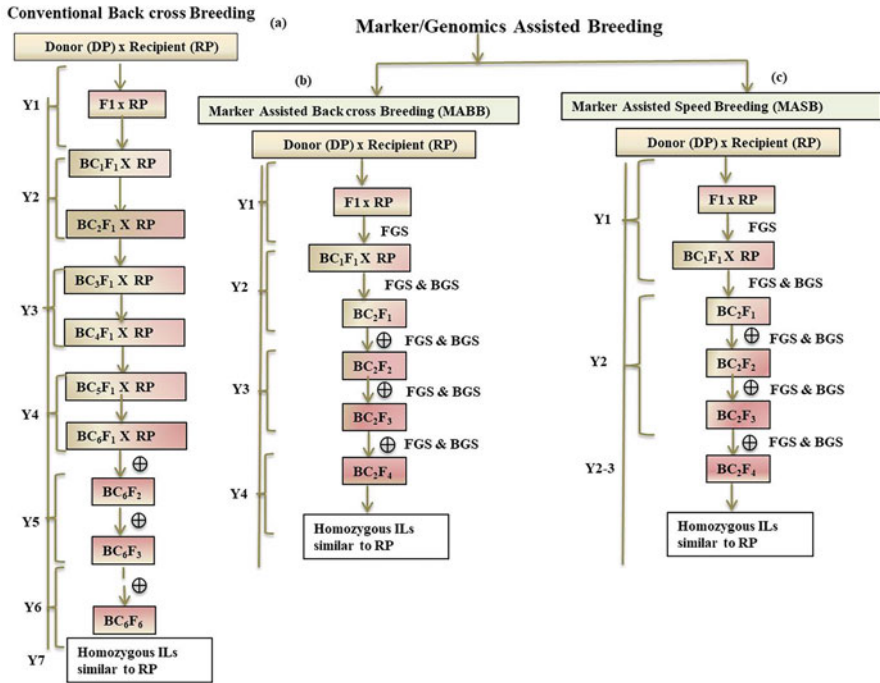 Conventional Back cross Breeding
(a)
Donor (DP) x Recipient (RP)
Y1
F1 x RP
BC₁F₁ X RP
Y2
BC₂F₁ X RP
BC₃F₁ X RP
Y3
BC₄F₁ X RP
BC₅F₁ X RP
Y4
BC₆F₁ X RP
⊕
BC₆F₂
Y5
⊕
BC₆F₃
⊕
Y6
BC₆F₆
Y7
Homozygous ILs
similar to RP
Marker/Genomics Assisted Breeding
(b)
Marker Assisted Back cross Breeding (MABB)
Donor (DP) x Recipient (RP)
Y1
F1 x RP
FGS
BC₁F₁ X RP
Y2
FGS & BGS
BC₂F₁
⊕ FGS & BGS
BC₂F₂
Y3
⊕ FGS & BGS
BC₂F₃
⊕ FGS & BGS
BC₂F₄
Y4
Homozygous ILs
similar to RP
(c)
Marker Assisted Speed Breeding (MASB)
Donor (DP) x Recipient (RP)
Y1
F1 x RP
FGS
BC₁F₁ X RP
FGS & BGS
BC₂F₁
⊕ FGS & BGS
Y2
BC₂F₂
⊕ FGS & BGS
BC₂F₃
⊕ FGS & BGS
Y2-3
BC₂F₄
Homozygous ILs
similar to RP